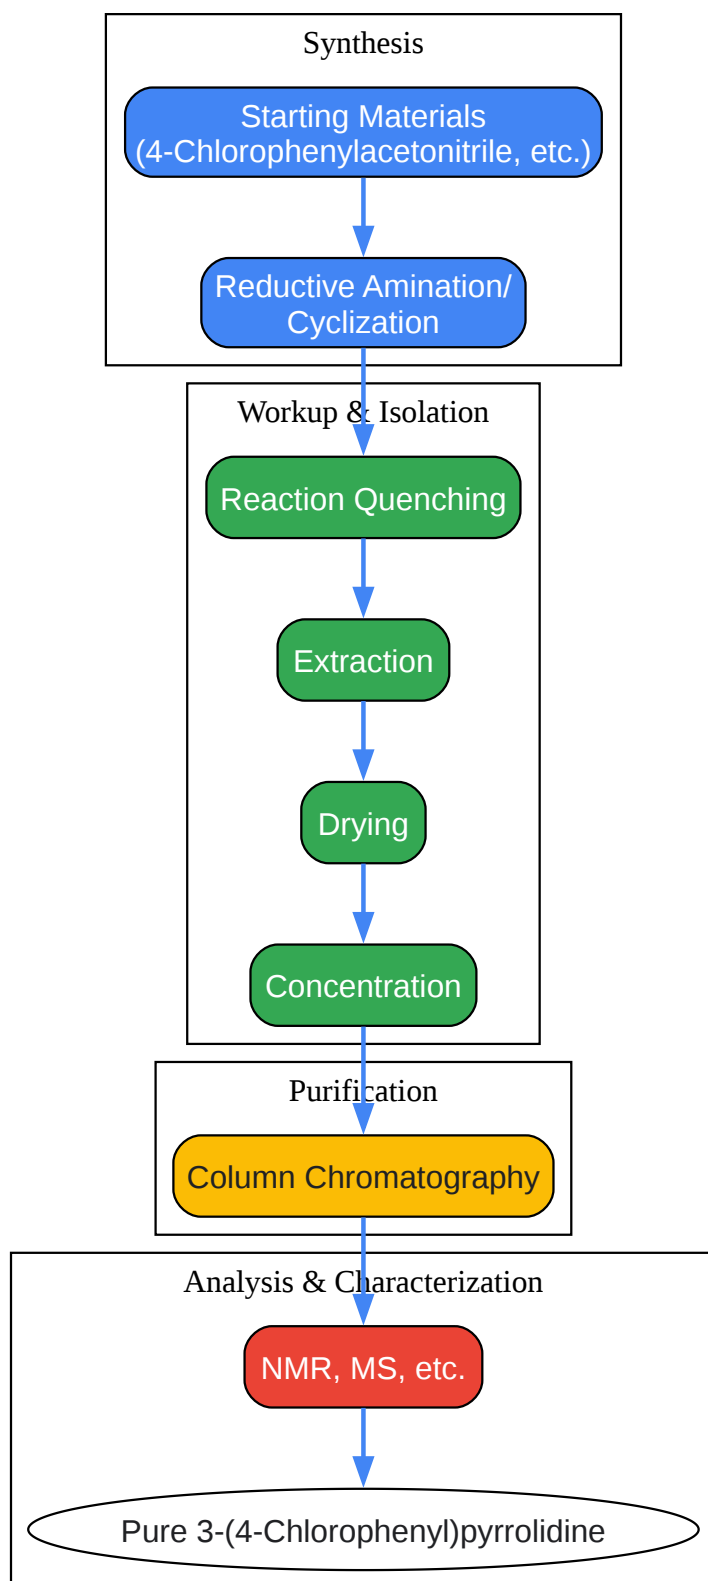 Synthesis
Starting Materials
(4-Chlorophenylacetonitrile, etc.)
Reductive Amination/
Cyclization
Workup & Isolation
Reaction Quenching
Extraction
Drying
Concentration
Purification
Column Chromatography
Analysis & Characterization
NMR, MS, etc.
Pure 3-(4-Chlorophenyl)pyrrolidine